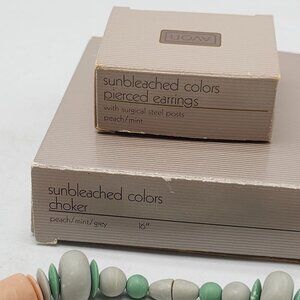 AVON
sunbleached colors
pierced earrings
with surgical steel posts
peach/mint
sunbleached colors
choker
peach/mint/grey 16"